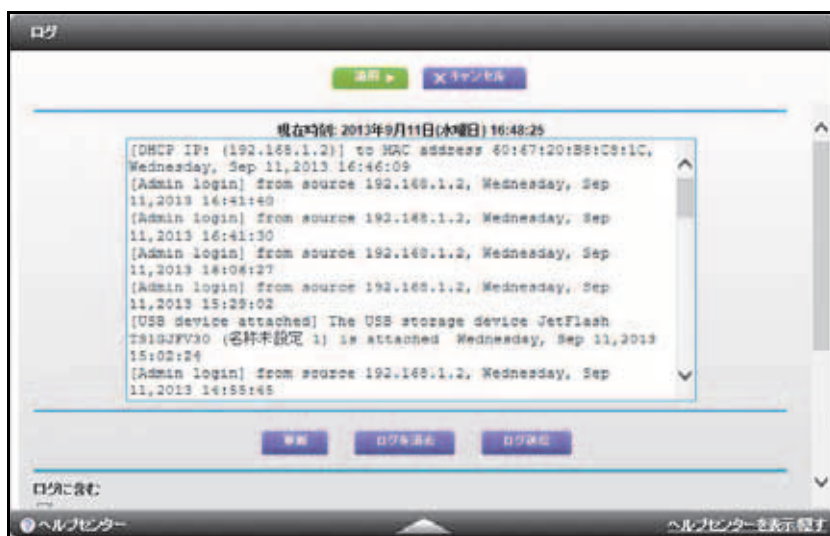 ログ
適用
× キャンセル
現在時刻: 2013年9月11日(水曜日) 16:48:25
[DHCP IP: (192.168.1.2)] to MAC address 60:67:20:B8:C8:1C,
Wednesday, Sep 11,2013 16:46:09
[Admin login] from source 192.168.1.2, Wednesday, Sep
11,2013 16:41:40
[Admin login] from source 192.168.1.2, Wednesday, Sep
11,2013 16:41:30
[Admin login] from source 192.168.1.2, Wednesday, Sep
11,2013 16:06:27
[Admin login] from source 192.168.1.2, Wednesday, Sep
11,2013 15:29:02
[USB device attached] The USB storage device JetFlash
TS1GJFV30 (名称未設定 1) is attached Wednesday, Sep 11,2013
15:02:24
[Admin login] from source 192.168.1.2, Wednesday, Sep
11,2013 14:55:45
ログを消去
ログ送信
ログに含む
ヘルプセンター
ヘルプセンターを表示/隠す